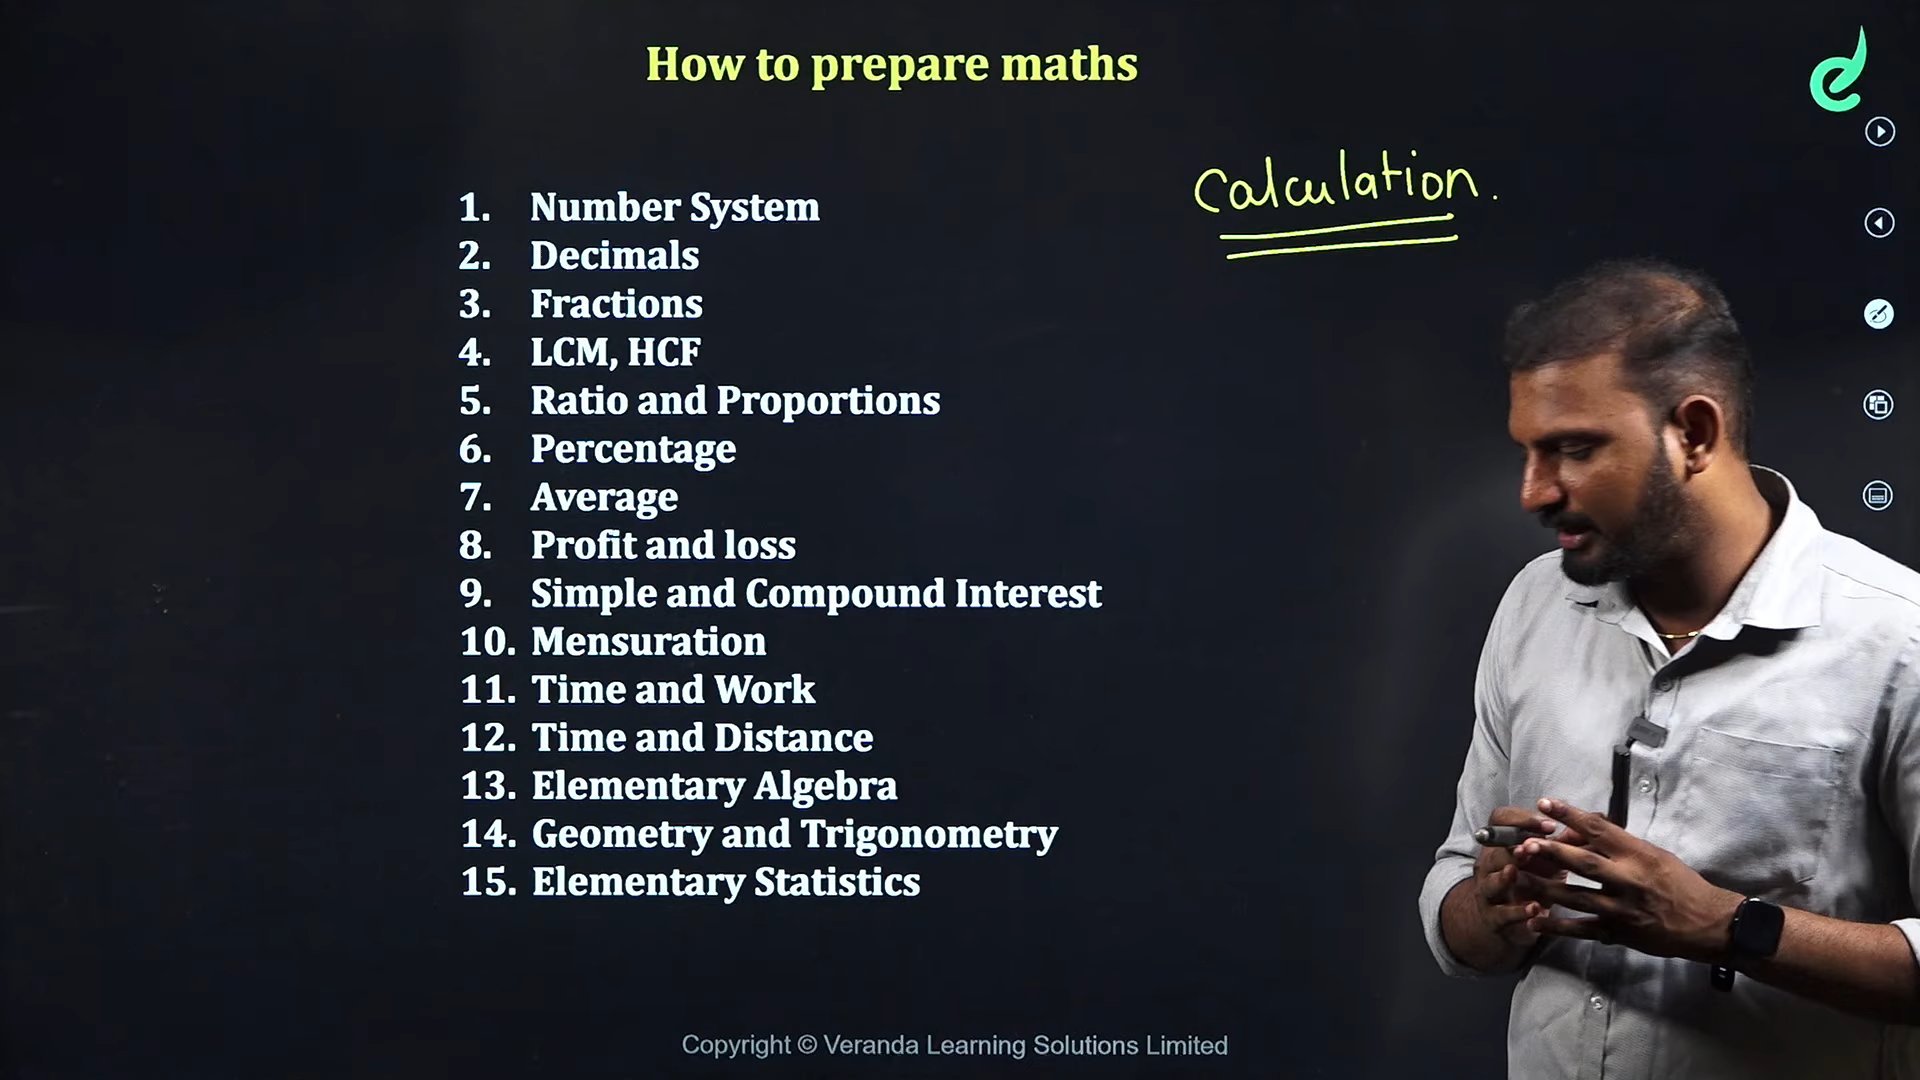 How to prepare maths
Calculation.
1. Number System
2. Decimals
3. Fractions
4. LCM, HCF
5. Ratio and Proportions
6. Percentage
7. Average
8. Profit and loss
9. Simple and Compound Interest
10. Mensuration
11. Time and Work
12. Time and Distance
13. Elementary Algebra
14. Geometry and Trigonometry
15. Elementary Statistics
Copyright © Veranda Learning Solutions Limited